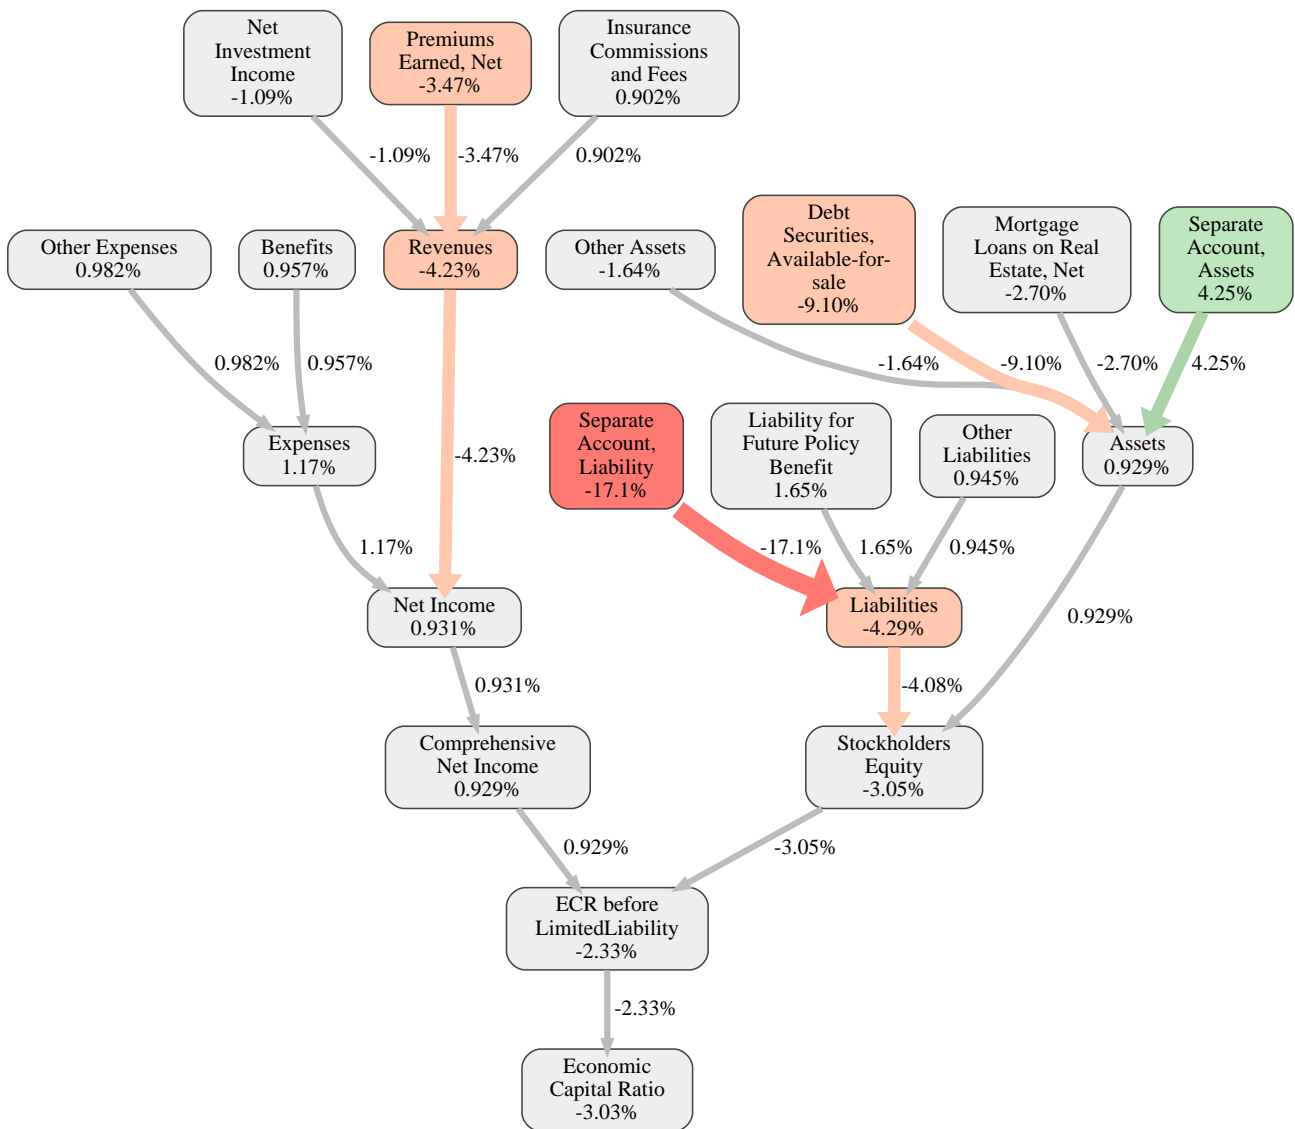 Net
Investment
Income
-1.09%
Premiums
Earned, Net
-3.47%
Insurance
Commissions
and Fees
0.902%
-1.09%
-3.47%
0.902%
Other Expenses
0.982%
Benefits
0.957%
Revenues
-4.23%
Other Assets
-1.64%
Debt
Securities,
Available-for-
sale
-9.10%
Mortgage
Loans on Real
Estate, Net
-2.70%
Separate
Account,
Assets
4.25%
0.982%
0.957%
-1.64%
-9.10%
-2.70%
4.25%
Expenses
1.17%
-4.23%
Separate
Account,
Liability
-17.1%
Liability for
Future Policy
Benefit
1.65%
Other
Liabilities
0.945%
Assets
0.929%
1.17%
-17.1%
1.65%
0.945%
Net Income
0.931%
Liabilities
-4.29%
0.929%
0.931%
-4.08%
Comprehensive
Net Income
0.929%
Stockholders
Equity
-3.05%
0.929%
-3.05%
ECR before
LimitedLiability
-2.33%
-2.33%
Economic
Capital Ratio
-3.03%